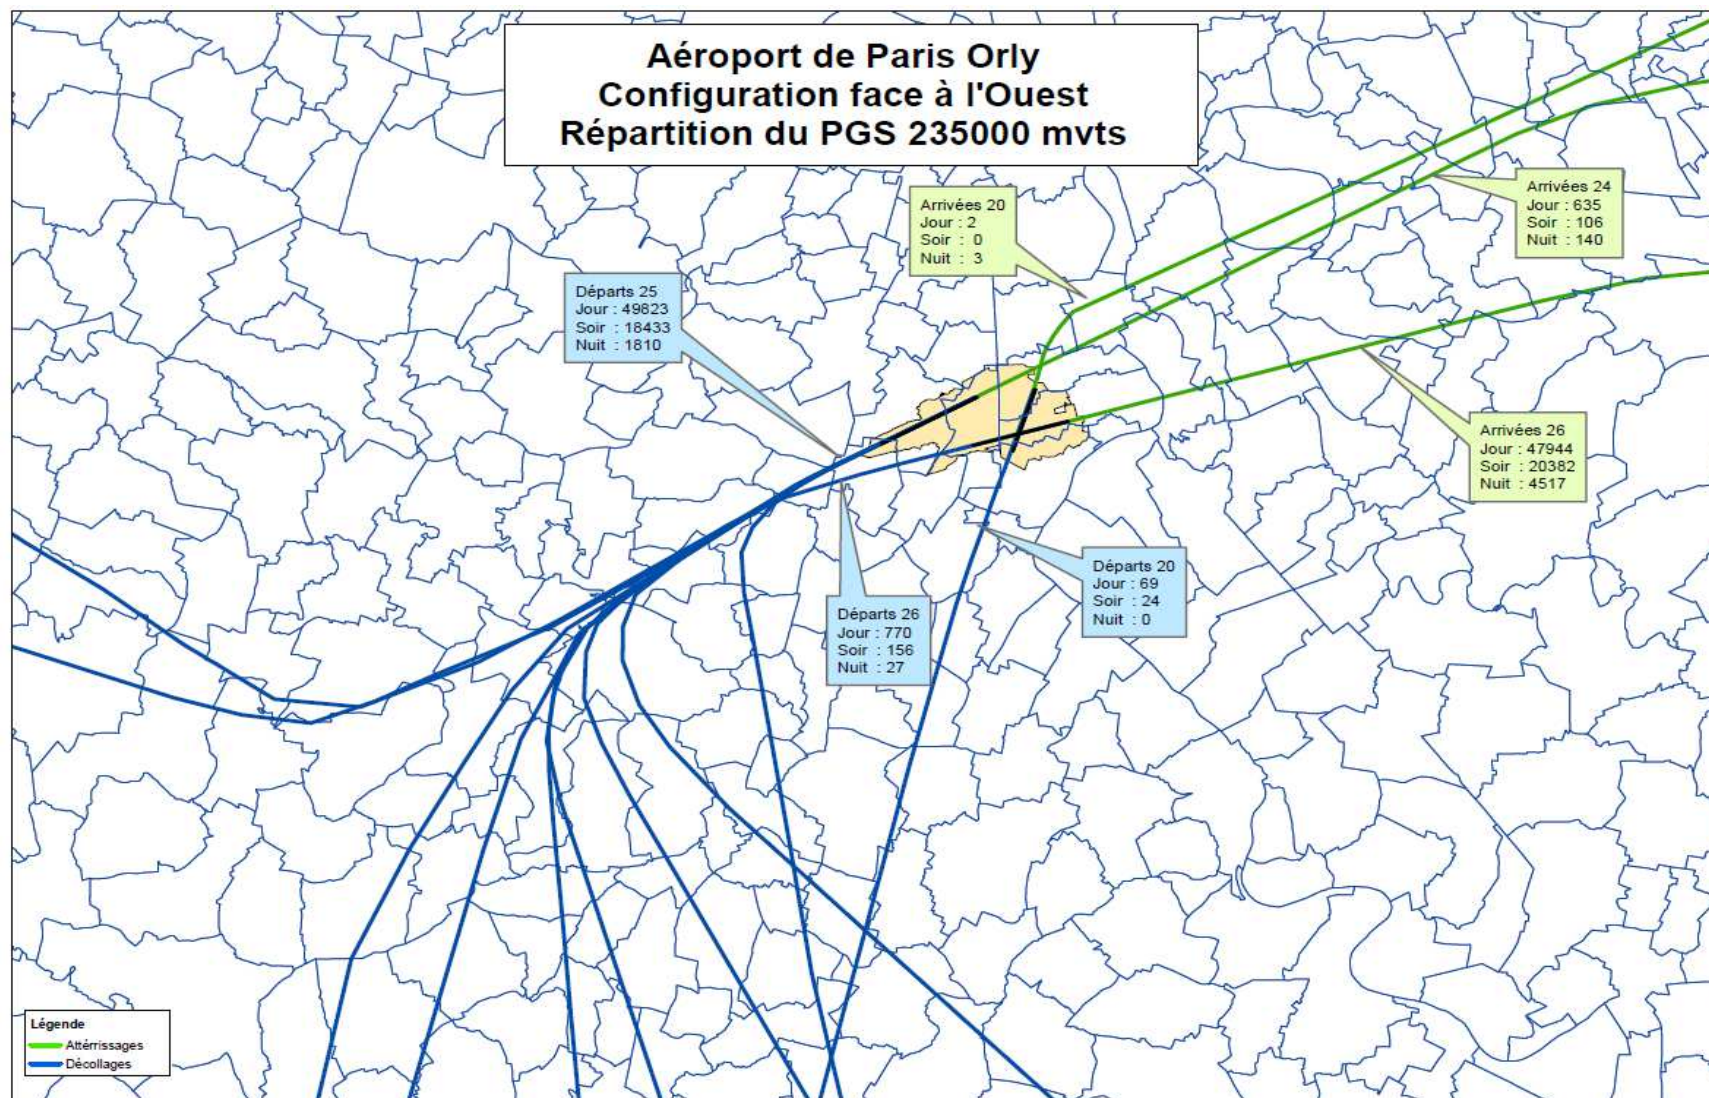 Aéroport de Paris Orly
Configuration face à l'Ouest
Répartition du PGS 235000 mvts
Arrivées 24
Jour : 635
Soir : 106
Nuit : 140
Arrivées 20
Jour : 2
Soir : 0
Nuit : 3
Départs 25
Jour : 49823
Soir : 18433
Nuit : 1810
Arrivées 26
Jour : 47944
Soir : 20382
Nuit : 4517
Départs 20
Jour : 69
Soir : 24
Nuit : 0
Départs 26
Jour : 770
Soir : 156
Nuit : 27
Légende
Attérrissages
Décollages